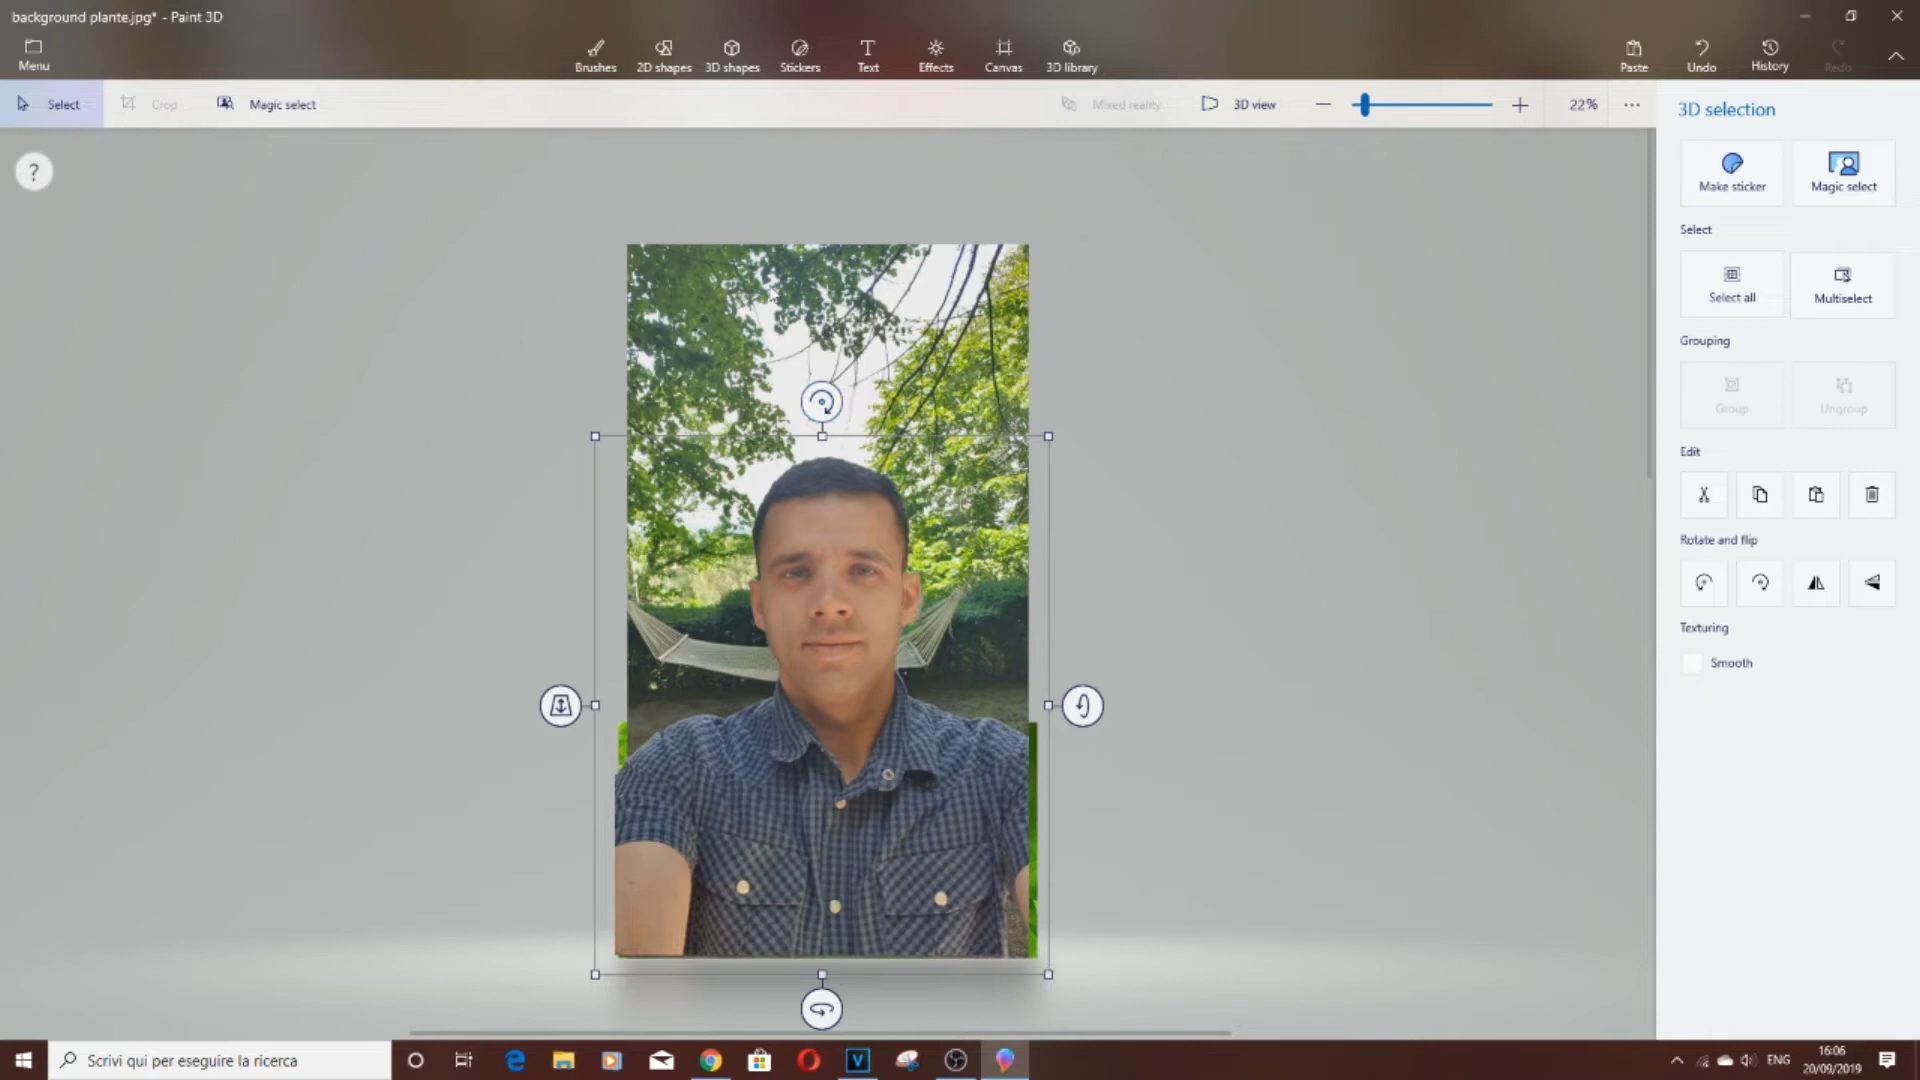 background plante.jpg* - Paint 3D
Menu
Brushes
2D shapes
3D shapes
Stickers
Text
Effects
Canvas
3D library
Paste
Undo
History
Redo
Select
Crop
Magic select
Mixed reality
3D view
22%
3D selection
?
Make sticker
Magic select
Select
Select all
Multiselect
Grouping
Group
Ungroup
Edit
Rotate and flip
Texturing
Smooth
Scrivi qui per eseguire la ricerca
ENG
16:06
20/09/2019